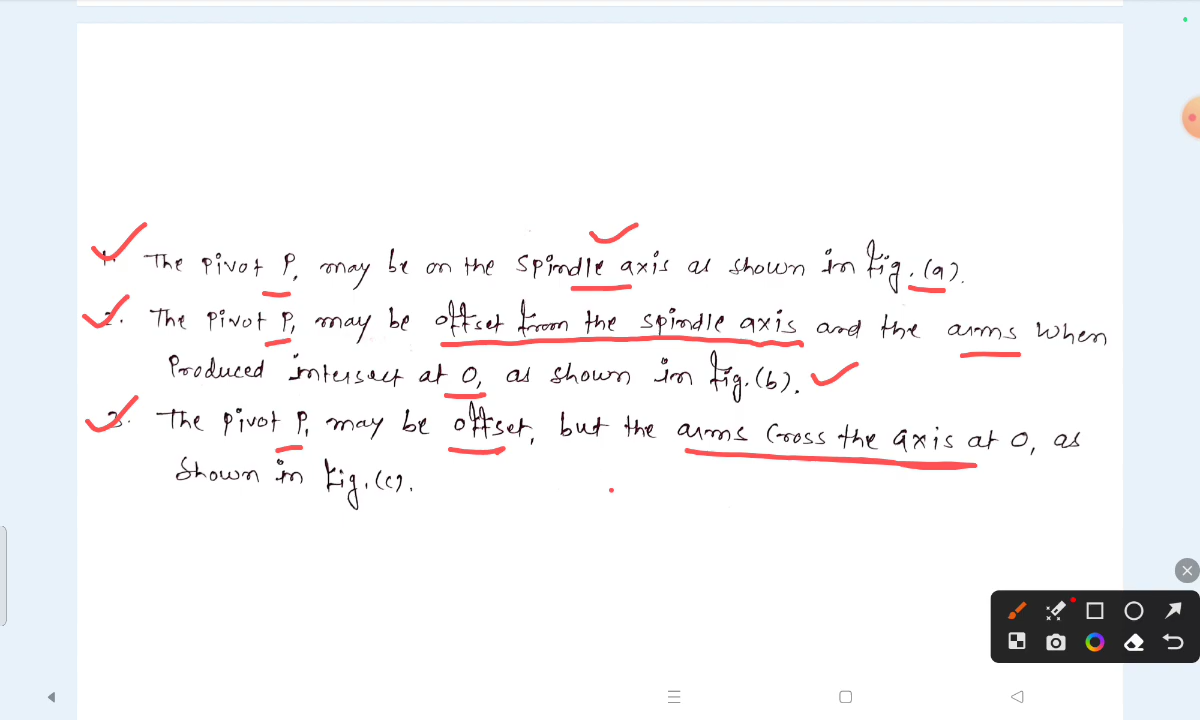 1. The pivot P, may be on the spindle axis as shown in fig. (a).
2. The pivot P, may be offset from the spindle axis and the arms when
Produced intersect at O, as shown in fig. (b).
3. The pivot P, may be offset, but the arms Cross the axis at O, as
Shown in fig. (c).